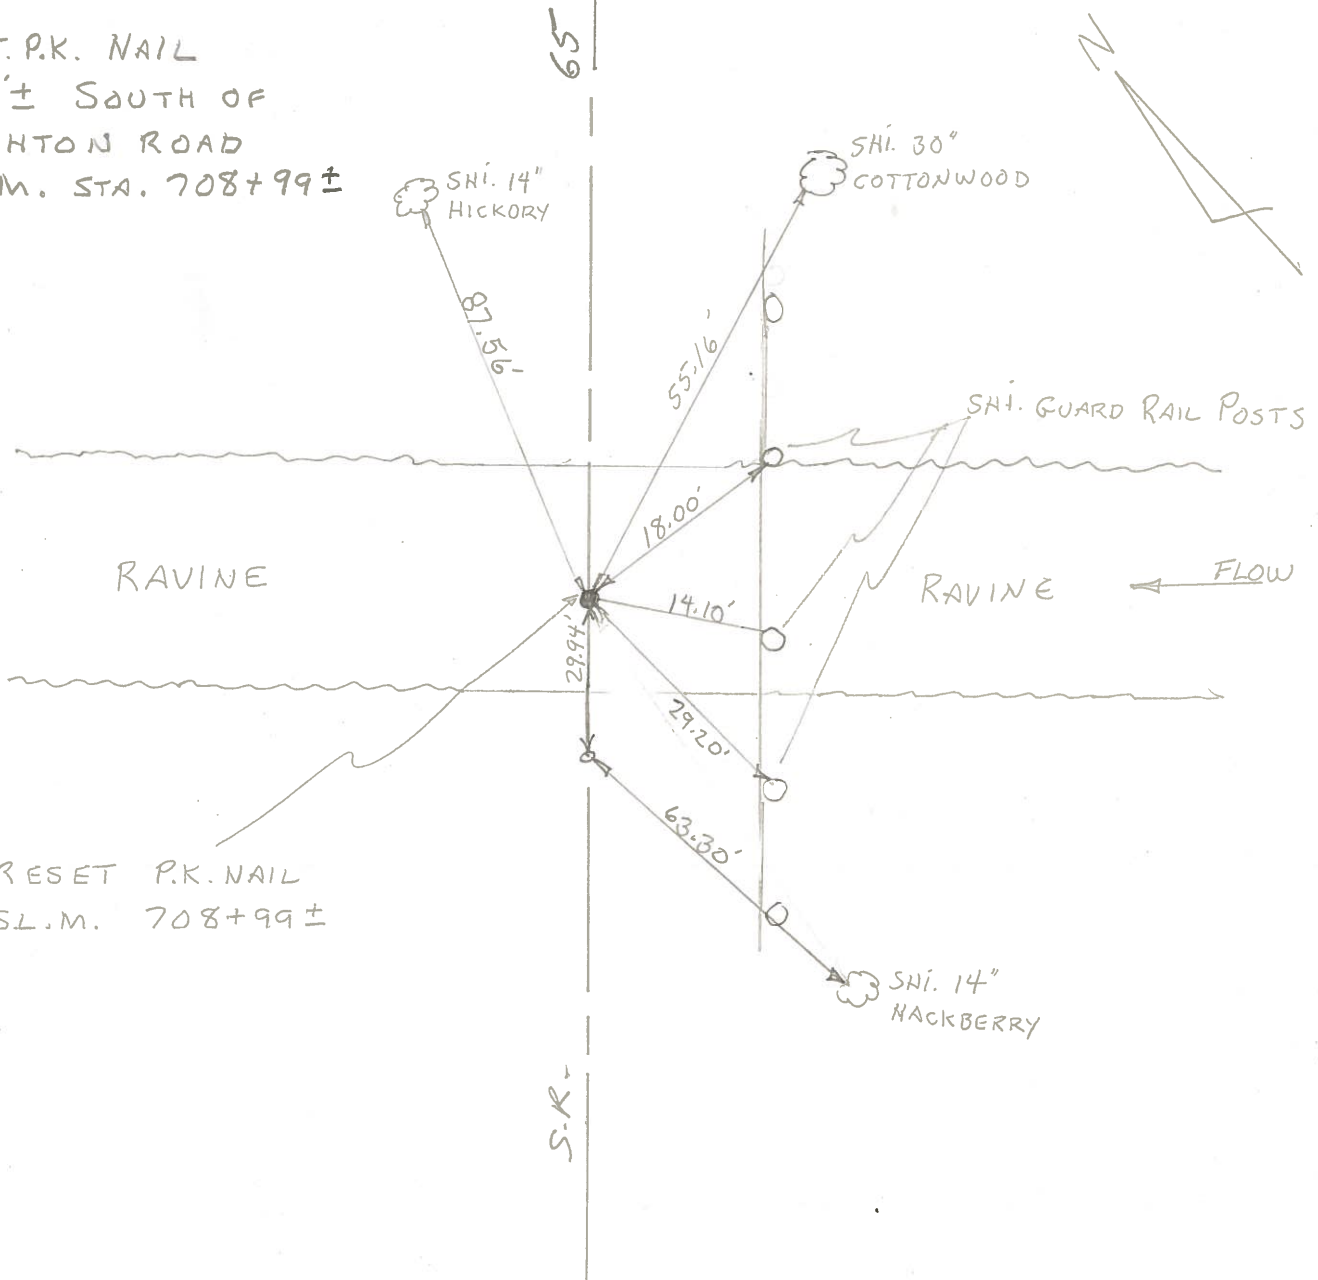 T. P.K. NAIL
'± SOUTH OF
HTON ROAD
M. STA. 708+99±
65
N
SHI. 14"
HICKORY
SHI. 30"
COTTONWOOD
87.56'
55.16'
SHI. GUARD RAIL POSTS
18.00'
RAVINE
14.10'
RAVINE
FLOW
29.94'
29.20'
63.30'
RESET P.K. NAIL
S.L.M. 708+99±
SHI. 14"
HACKBERRY
S.R.